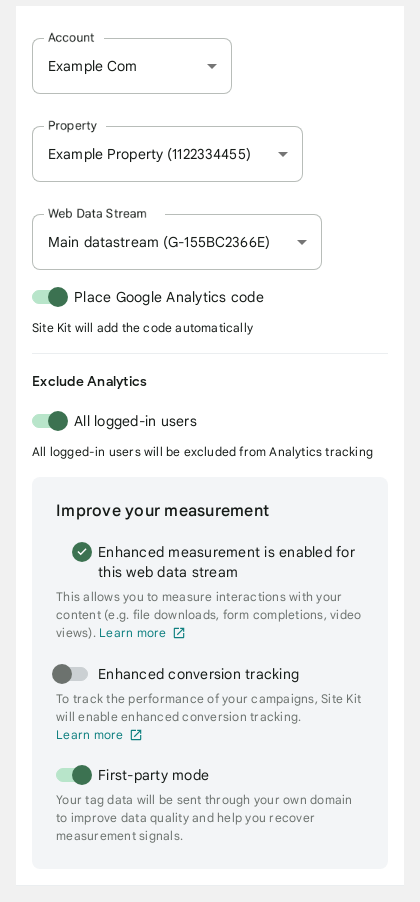 Account
Example Com
Property
Example Property (1122334455)
Web Data Stream
Main datastream (G-155BC2366E)
Place Google Analytics code
Site Kit will add the code automatically
Exclude Analytics
All logged-in users
All logged-in users will be excluded from Analytics tracking
Improve your measurement
Enhanced measurement is enabled for
this web data stream
This allows you to measure interactions with your
content (e.g. file downloads, form completions, video
views). Learn more
Enhanced conversion tracking
To track the performance of your campaigns, Site Kit
will enable enhanced conversion tracking.
Learn more
First-party mode
Your tag data will be sent through your own domain
to improve data quality and help you recover
measurement signals.